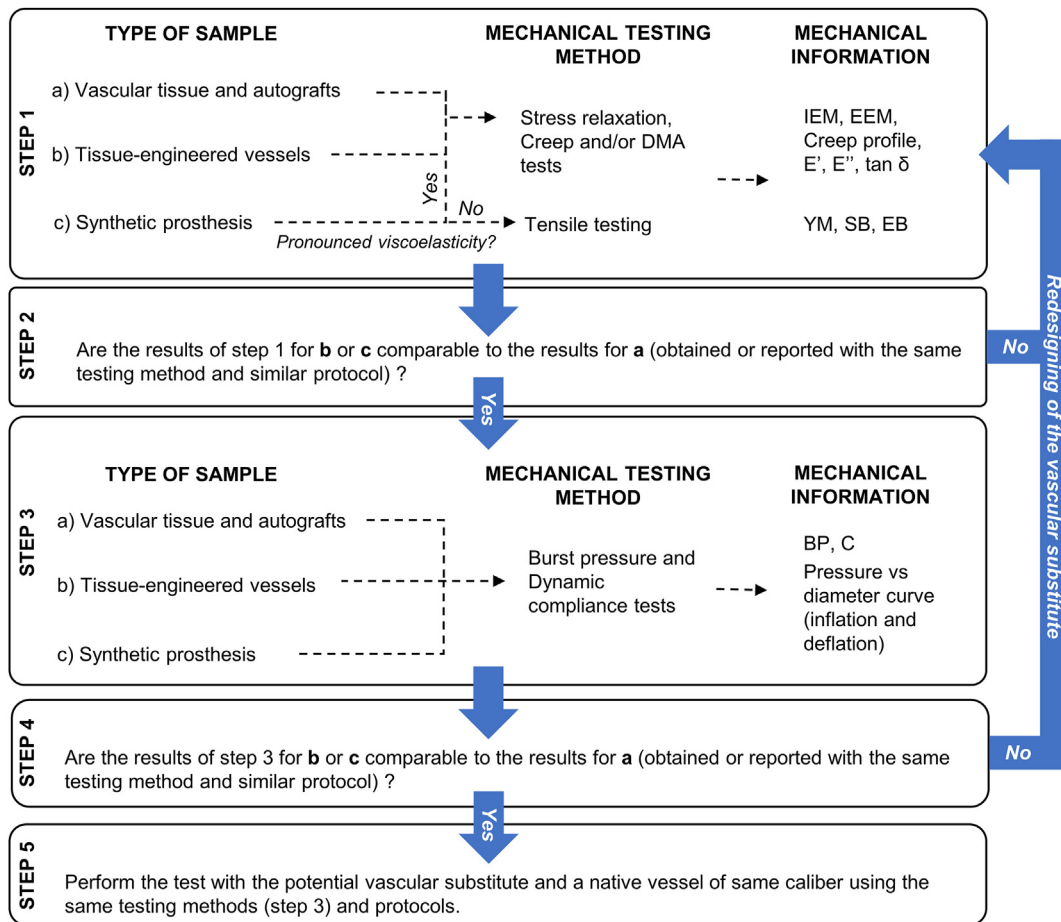 STEP 1
TYPE OF SAMPLE
MECHANICAL TESTING
METHOD
MECHANICAL
INFORMATION
a) Vascular tissue and autografts
b) Tissue-engineered vessels
c) Synthetic prosthesis
Yes
No
Pronounced viscoelasticity?
Stress relaxation,
Creep and/or DMA
tests
Tensile testing
IEM, EEM,
Creep profile,
E’, E’’, tan δ
YM, SB, EB
STEP 2
Are the results of step 1 for b or c comparable to the results for a (obtained or reported with the same
testing method and similar protocol) ?
No
Yes
Redesigning of the vascular substitute
STEP 3
TYPE OF SAMPLE
MECHANICAL TESTING
METHOD
MECHANICAL
INFORMATION
a) Vascular tissue and autografts
b) Tissue-engineered vessels
c) Synthetic prosthesis
Burst pressure and
Dynamic
compliance tests
BP, C
Pressure vs
diameter curve
(inflation and
deflation)
STEP 4
Are the results of step 3 for b or c comparable to the results for a (obtained or reported with the same
testing method and similar protocol) ?
No
Yes
STEP 5
Perform the test with the potential vascular substitute and a native vessel of same caliber using the
same testing methods (step 3) and protocols.